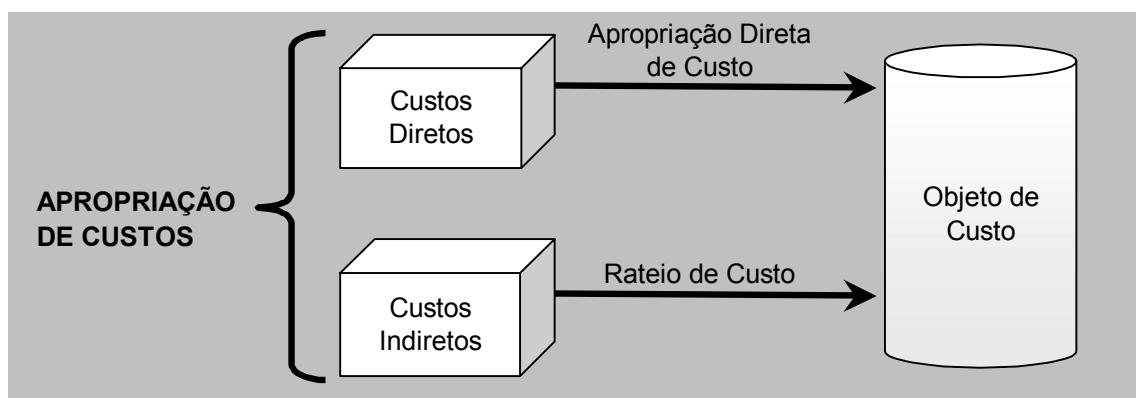 APROPRIAÇÃO
DE CUSTOS
Custos
Diretos
Apropriação Direta
de Custo
Custos
Indiretos
Rateio de Custo
Objeto de
Custo